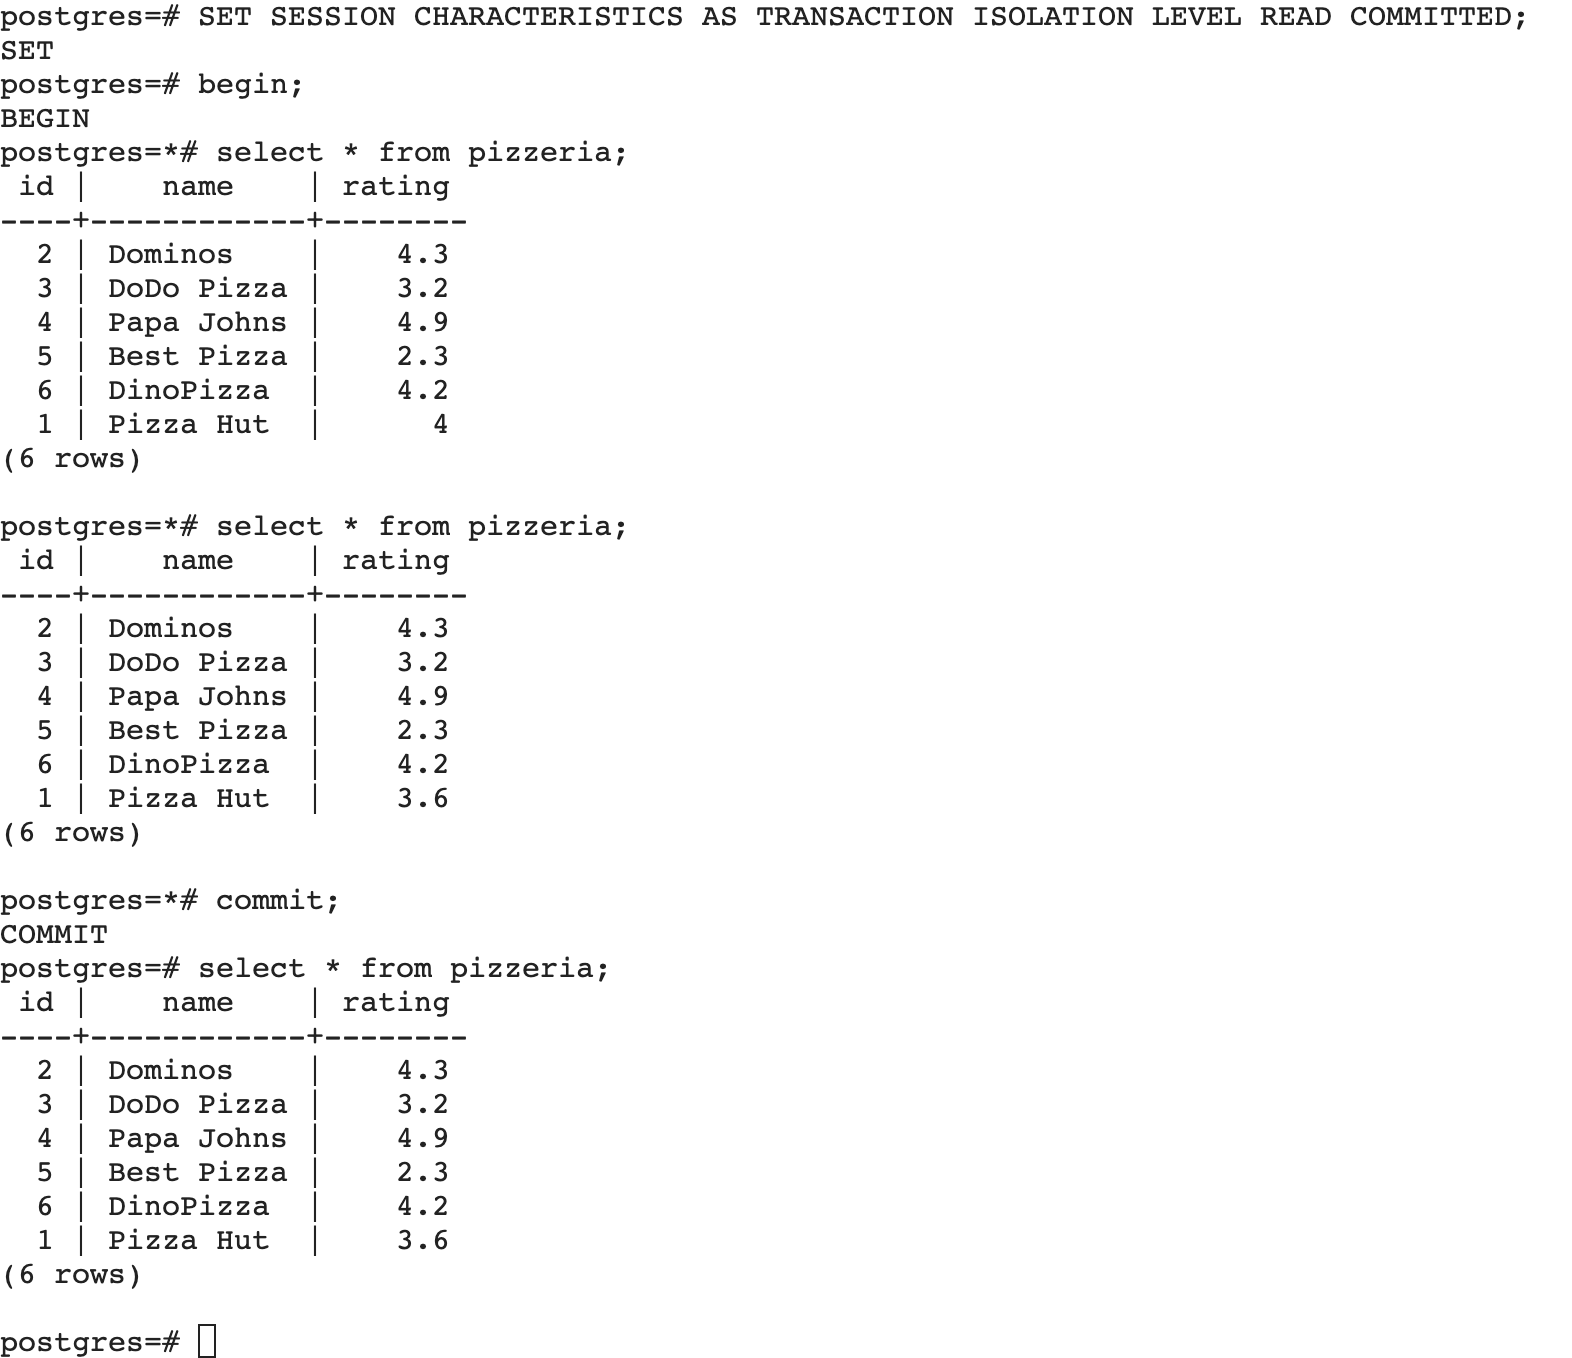 postgres=# SET SESSION CHARACTERISTICS AS TRANSACTION ISOLATION LEVEL READ COMMITTED;
SET
postgres=# begin;
BEGIN
postgres=*# select * from pizzeria;
 id |    name    | rating
----+------------+--------
  2 | Dominos    |    4.3
  3 | DoDo Pizza |    3.2
  4 | Papa Johns |    4.9
  5 | Best Pizza |    2.3
  6 | DinoPizza  |    4.2
  1 | Pizza Hut  |      4
(6 rows)

postgres=*# select * from pizzeria;
 id |    name    | rating
----+------------+--------
  2 | Dominos    |    4.3
  3 | DoDo Pizza |    3.2
  4 | Papa Johns |    4.9
  5 | Best Pizza |    2.3
  6 | DinoPizza  |    4.2
  1 | Pizza Hut  |    3.6
(6 rows)

postgres=*# commit;
COMMIT
postgres=# select * from pizzeria;
 id |    name    | rating
----+------------+--------
  2 | Dominos    |    4.3
  3 | DoDo Pizza |    3.2
  4 | Papa Johns |    4.9
  5 | Best Pizza |    2.3
  6 | DinoPizza  |    4.2
  1 | Pizza Hut  |    3.6
(6 rows)

postgres=#